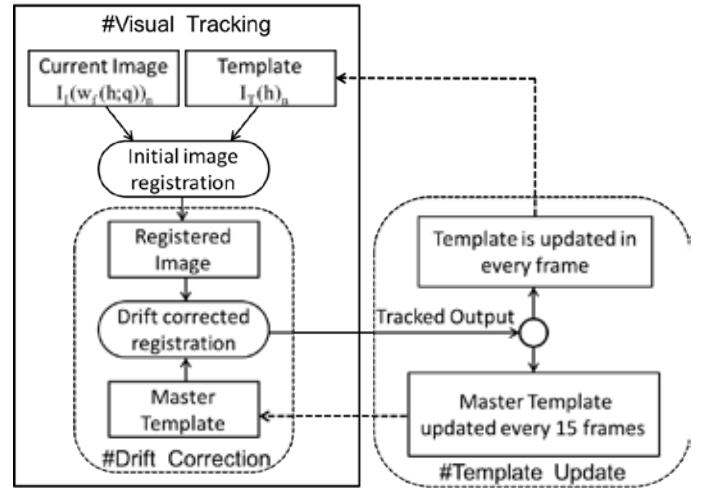 #Visual Tracking
Current Image
I_I(w_f(h;q))_n
Template
I_T(h)_n
Initial image
registration
Registered
Image
Drift corrected
registration
Master
Template
#Drift Correction
Template is updated in
every frame
Tracked Output
Master Template
updated every 15 frames
#Template Update